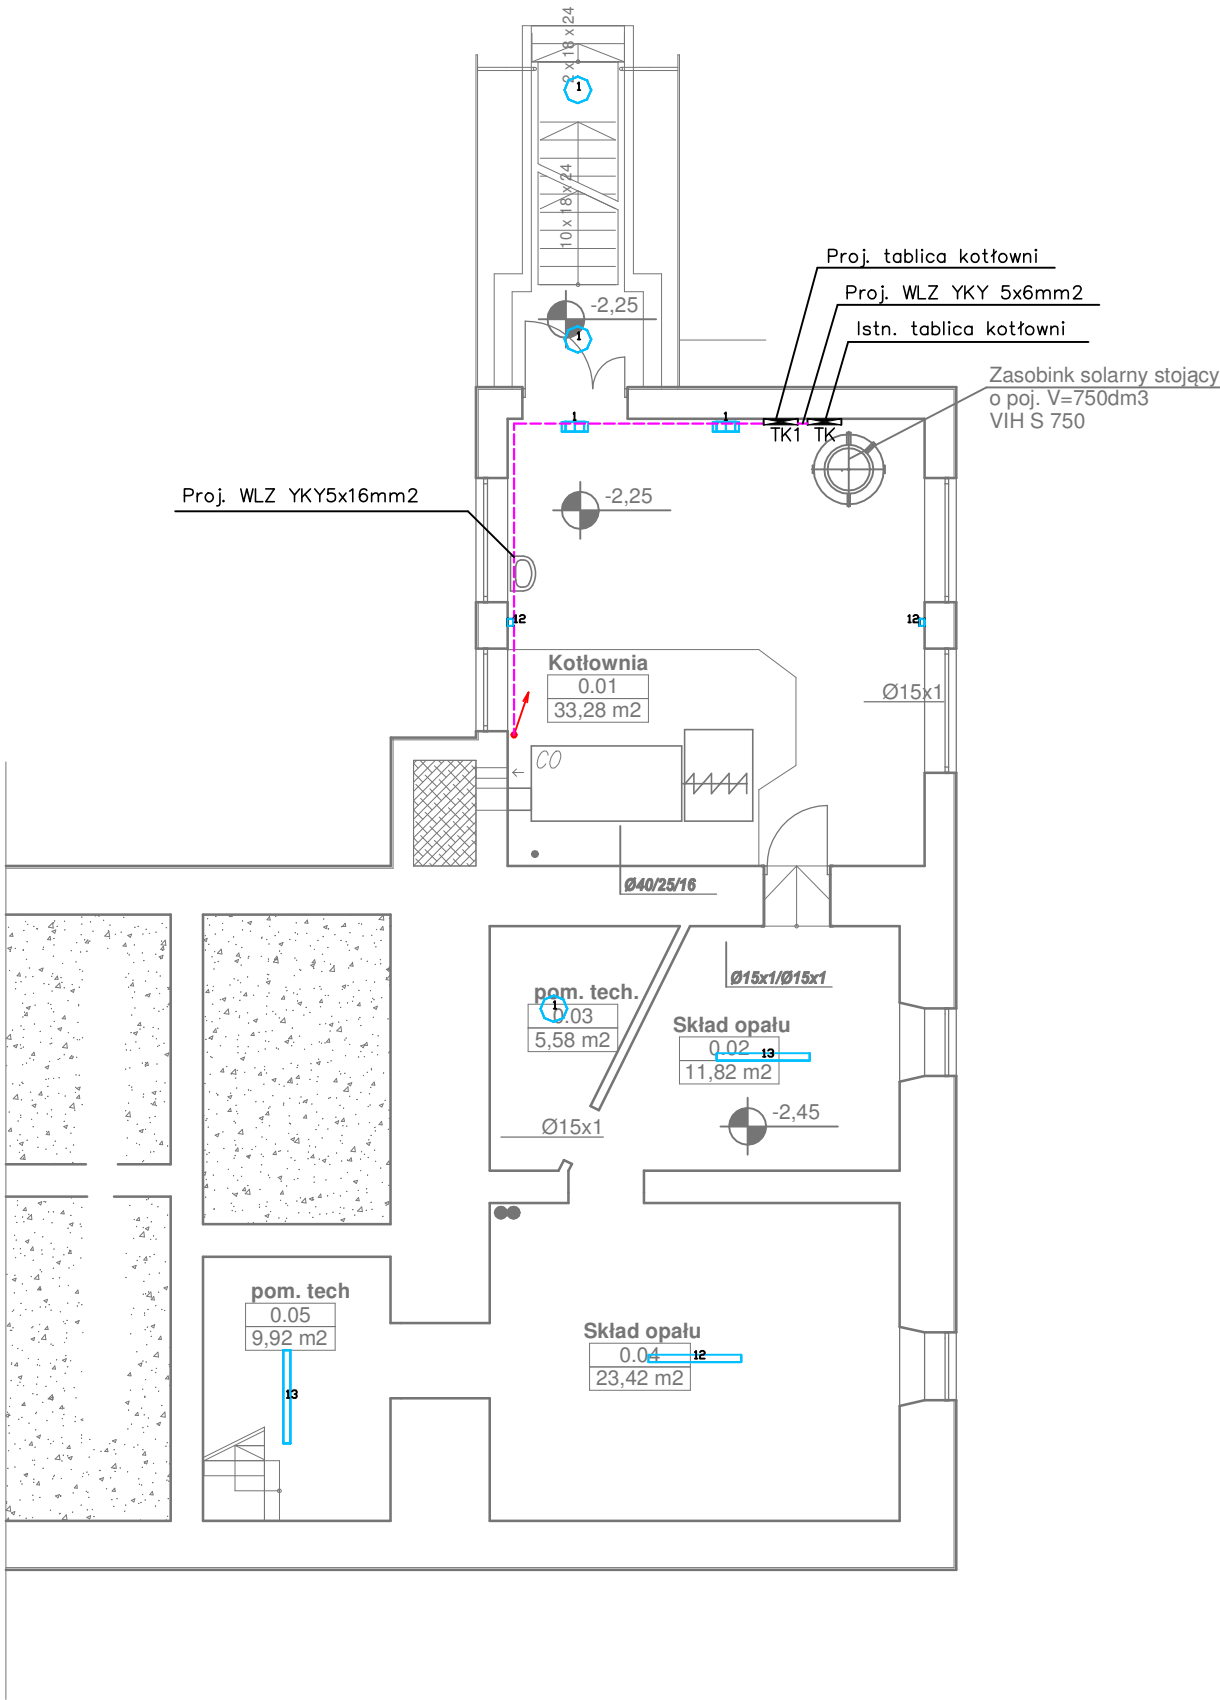 2 x 18 x 24
1
10 x 18 x 24
Proj. tablica kotłowni
Proj. WLZ YKY 5x6mm2
-2,25
Istn. tablica kotłowni
1
Zasobink solarny stojący
o poj. V=750dm3
VIH S 750
1
1
TK1
TK
Proj. WLZ YKY5x16mm2
-2,25
12
12
Kotłownia
0.01
33,28 m2
Ø15x1
CO
Ø40/25/16
Ø15x1/Ø15x1
pom. tech.
1
0.03
5,58 m2
Skład opału
0.02
13
11,82 m2
-2,45
Ø15x1
pom. tech
0.05
9,92 m2
13
Skład opału
0.04
12
23,42 m2